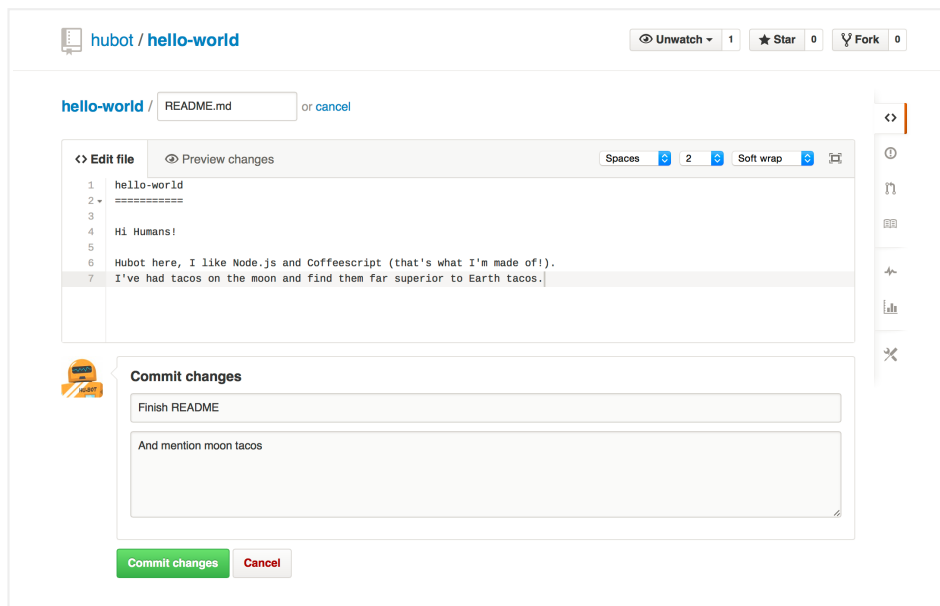 hubot / hello-world
Unwatch 1 Star 0 Fork 0
hello-world / README.md or cancel
Edit file Preview changes Spaces 2 Soft wrap
1 hello-world
2 ===========
3
4 Hi Humans!
5
6 Hubot here, I like Node.js and Coffeescript (that's what I'm made of!).
7 I've had tacos on the moon and find them far superior to Earth tacos.
HUBOT
Commit changes
Finish README
And mention moon tacos
Commit changes Cancel